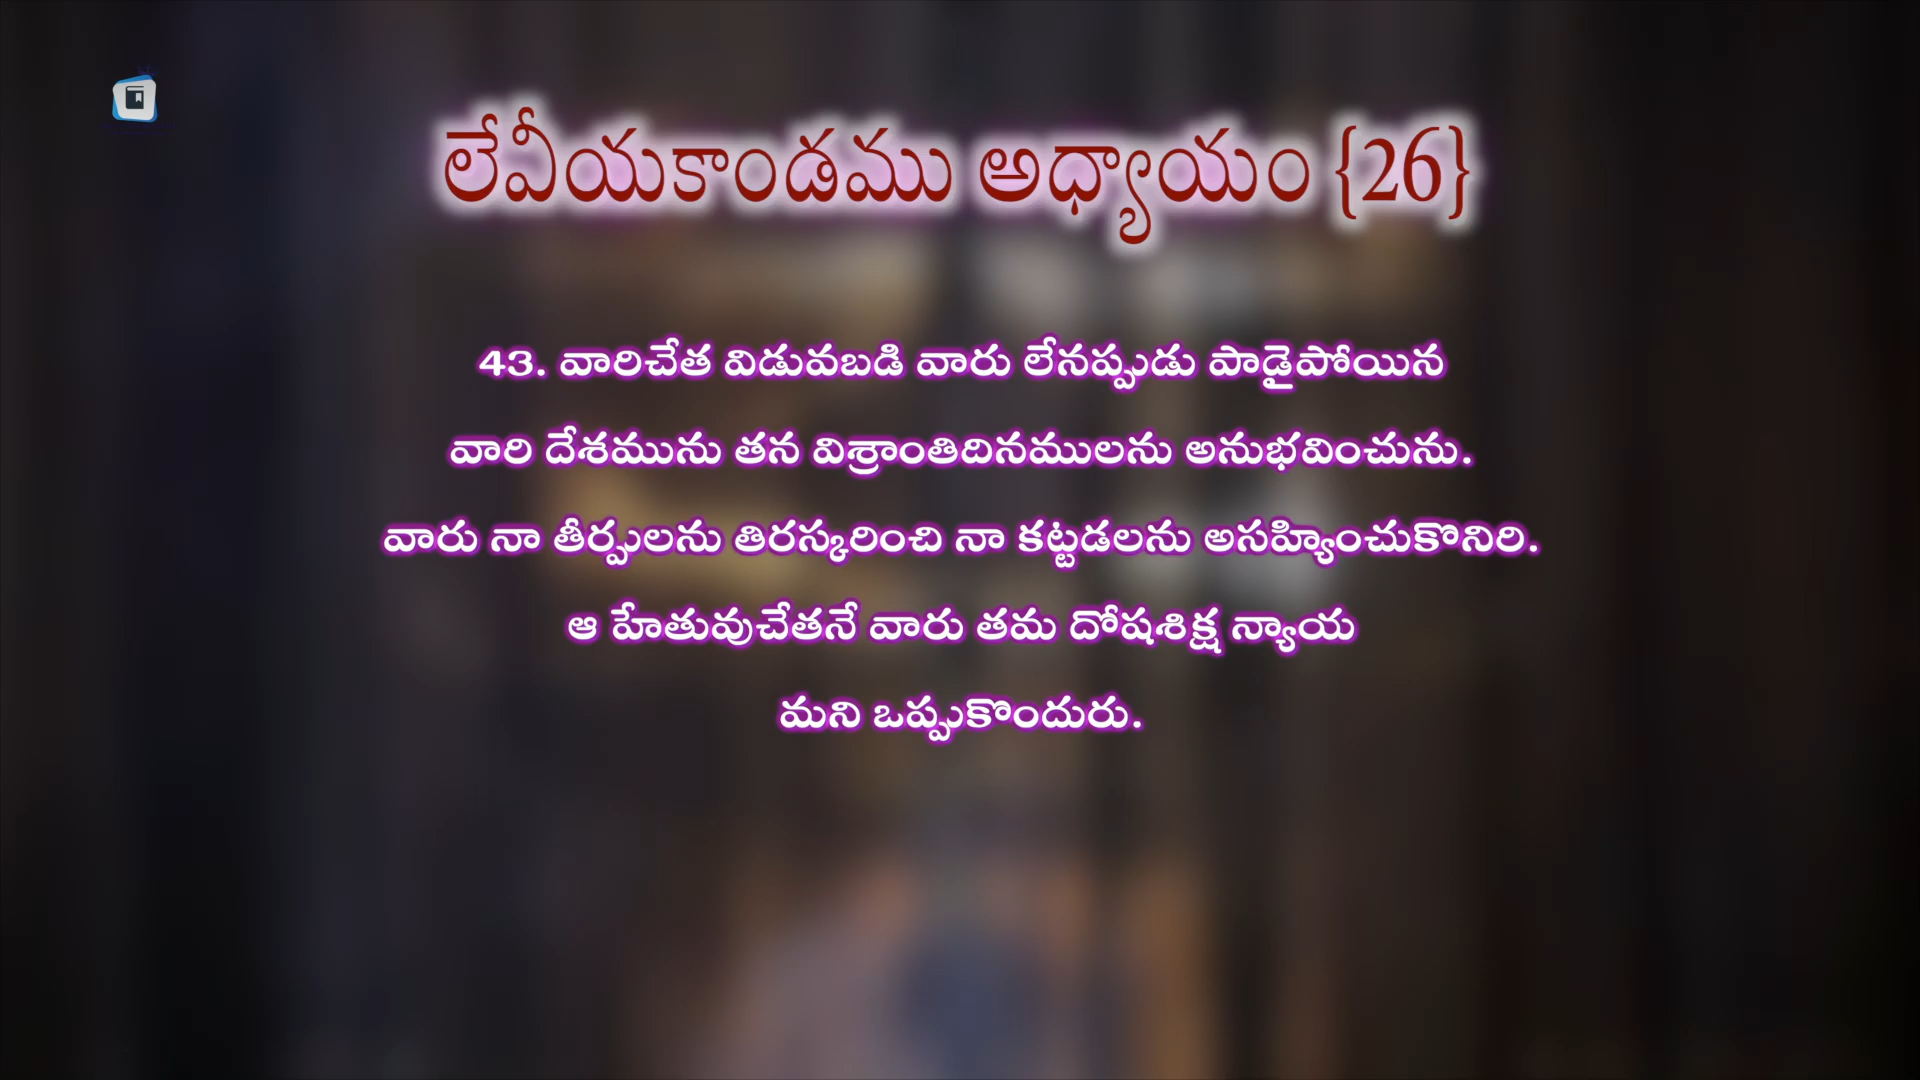 లేవీయకాండము అధ్యాయం {26}
43. వారిచేత విడువబడి వారు లేనప్పుడు పాడైపోయిన
వారి దేశమును తన విశ్రాంతిదినములను అనుభవించును.
వారు నా తీర్పులను తిరస్కరించి నా కట్టడలను అసహ్యించుకొనిరి.
ఆ హేతువుచేతనే వారు తమ దోషశిక్ష న్యాయ
మని ఒప్పుకొందురు.